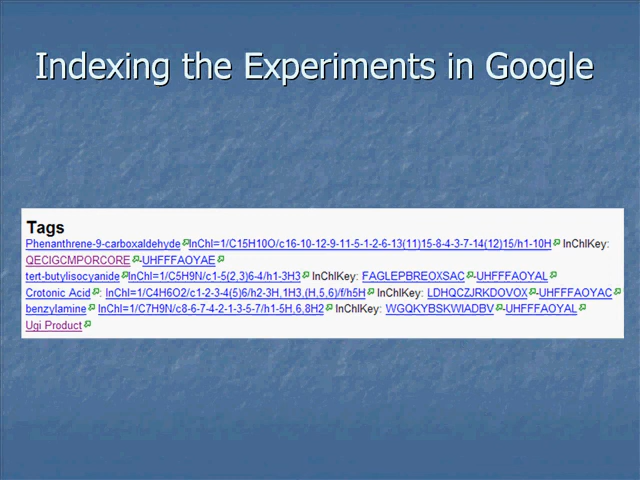 Indexing the Experiments in Google
Tags
Phenanthrene-9-carboxaldehyde InChI=1/C15H10O/c16-10-12-9-11-5-1-2-6-13(11)15-8-4-3-7-14(12)15/h1-10H InChIKey:
QECIGCMPORCORE-UHFFFAOYAE
tert-butylisocyanide InChI=1/C5H9N/c1-5(2,3)6-4/h1-3H3 InChIKey: FAGLEPBREOXSAC-UHFFFAOYAL
Crotonic Acid : InChI=1/C4H6O2/c1-2-3-4(5)6/h2-3H,1H3,(H,5,6)/f/h5H InChIKey: LDHQCZJRKDOVOX-UHFFFAOYAC
benzylamine InChI=1/C7H9N/c8-6-7-4-2-1-3-5-7/h1-5H,6,8H2 InChIKey: WGQKYBSKWIADBV-UHFFFAOYAL
Ugi Product